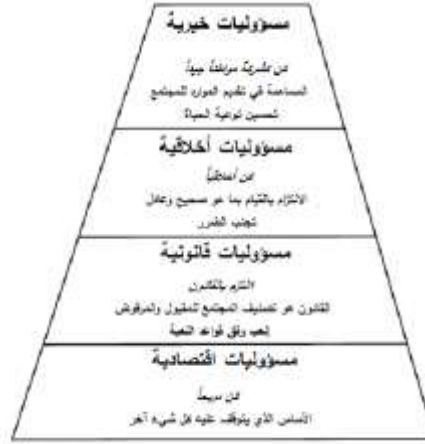 مسؤوليات خيرية
كن شركة مواطنة جيدة
المساهمة في تقديم الموارد للمجتمع
تحسين نوعية الحياة
مسؤوليات أخلاقية
كن أخلاقياً
الالتزام بالقيام بما هو صحيح وعادل
تجنب الضرر
مسؤوليات قانونية
التزم بالقانون
القانون هو تصنيف المجتمع للمقبول والمرفوض
إلعب وفق قواعد اللعبة
مسؤوليات اقتصادية
كن مربحاً
الأساس الذي يتوقف عليه كل شيء آخر